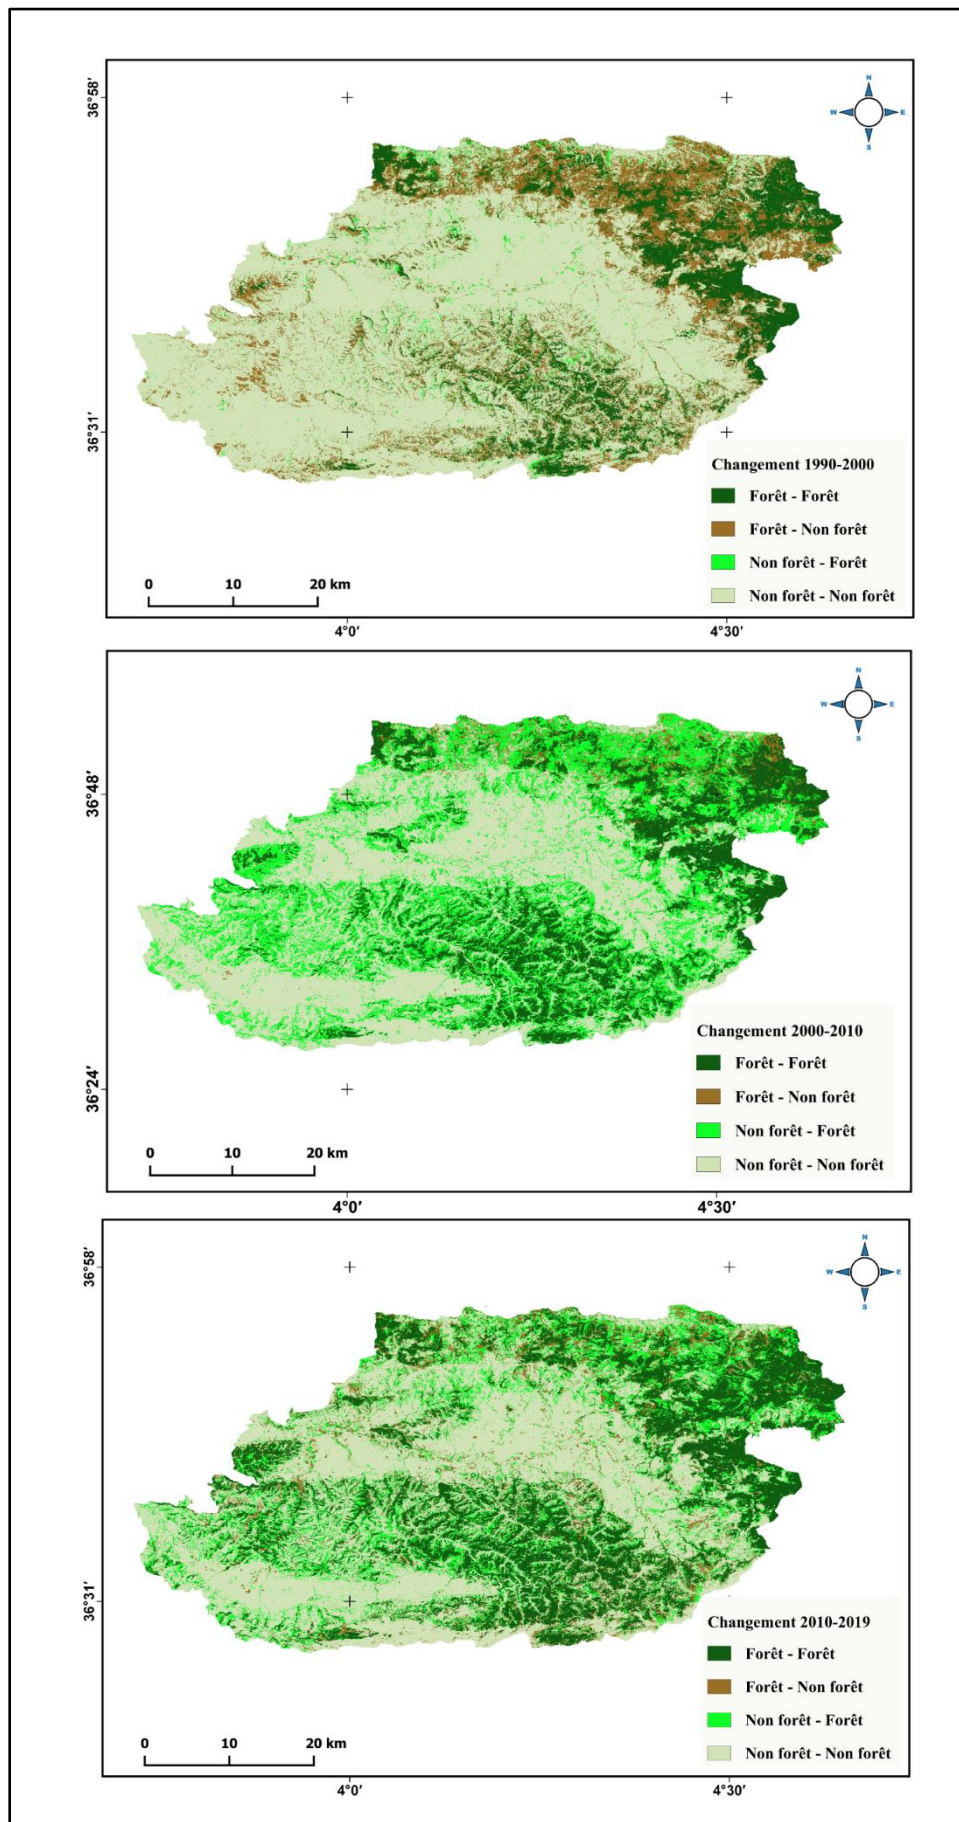 36°58'
N
W E
S
36°31'
Changement 1990-2000
Forêt - Forêt
Forêt - Non forêt
Non forêt - Forêt
Non forêt - Non forêt
0 10 20 km
4°0' 4°30'
N
W E
S
36°48'
Changement 2000-2010
Forêt - Forêt
Forêt - Non forêt
Non forêt - Forêt
Non forêt - Non forêt
36°24'
0 10 20 km
4°0' 4°30'
36°58'
N
W E
S
36°31'
Changement 2010-2019
Forêt - Forêt
Forêt - Non forêt
Non forêt - Forêt
Non forêt - Non forêt
0 10 20 km
4°0' 4°30'